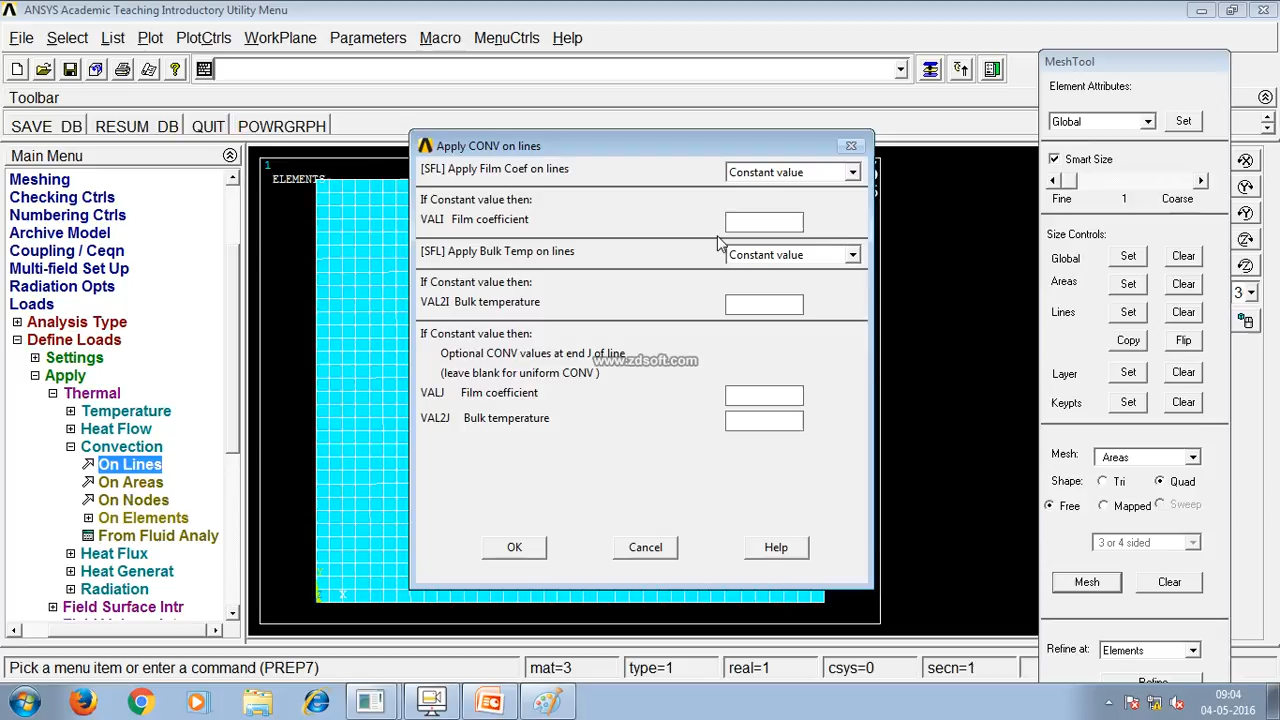 ANSYS Academic Teaching Introductory Utility Menu
File Select List Plot PlotCtrls WorkPlane Parameters Macro MenuCtrls Help
Toolbar
SAVE_DB RESUM_DB QUIT POWRGRPH
Main Menu
Meshing
Checking Ctrls
Numbering Ctrls
Archive Model
Coupling / Ceqn
Multi-field Set Up
Radiation Opts
Loads
Analysis Type
Define Loads
Settings
Apply
Thermal
Temperature
Heat Flow
Convection
On Lines
On Areas
On Nodes
On Elements
From Fluid Analy
Heat Flux
Heat Generat
Radiation
Field Surface Intr
1
ELEMENTS
X
Apply CONV on lines
[SFL] Apply Film Coef on lines Constant value
If Constant value then:
VALI Film coefficient
[SFL] Apply Bulk Temp on lines Constant value
If Constant value then:
VAL2I Bulk temperature
If Constant value then:
Optional CONV values at end J of line
www.zdsoft.com
(leave blank for uniform CONV )
VALJ Film coefficient
VAL2J Bulk temperature
OK Cancel Help
MeshTool
Element Attributes:
Global Set
Smart Size
Fine 1 Coarse
Size Controls:
Global Set Clear
Areas Set Clear
Lines Set Clear
Copy Flip
Layer Set Clear
Keypts Set Clear
Mesh: Areas
Shape: Tri Quad
Free Mapped Sweep
3 or 4 sided
Mesh Clear
Refine at: Elements
Refine
3
Pick a menu item or enter a command (PREP7) mat=3 type=1 real=1 csys=0 secn=1
09:04
04-05-2016